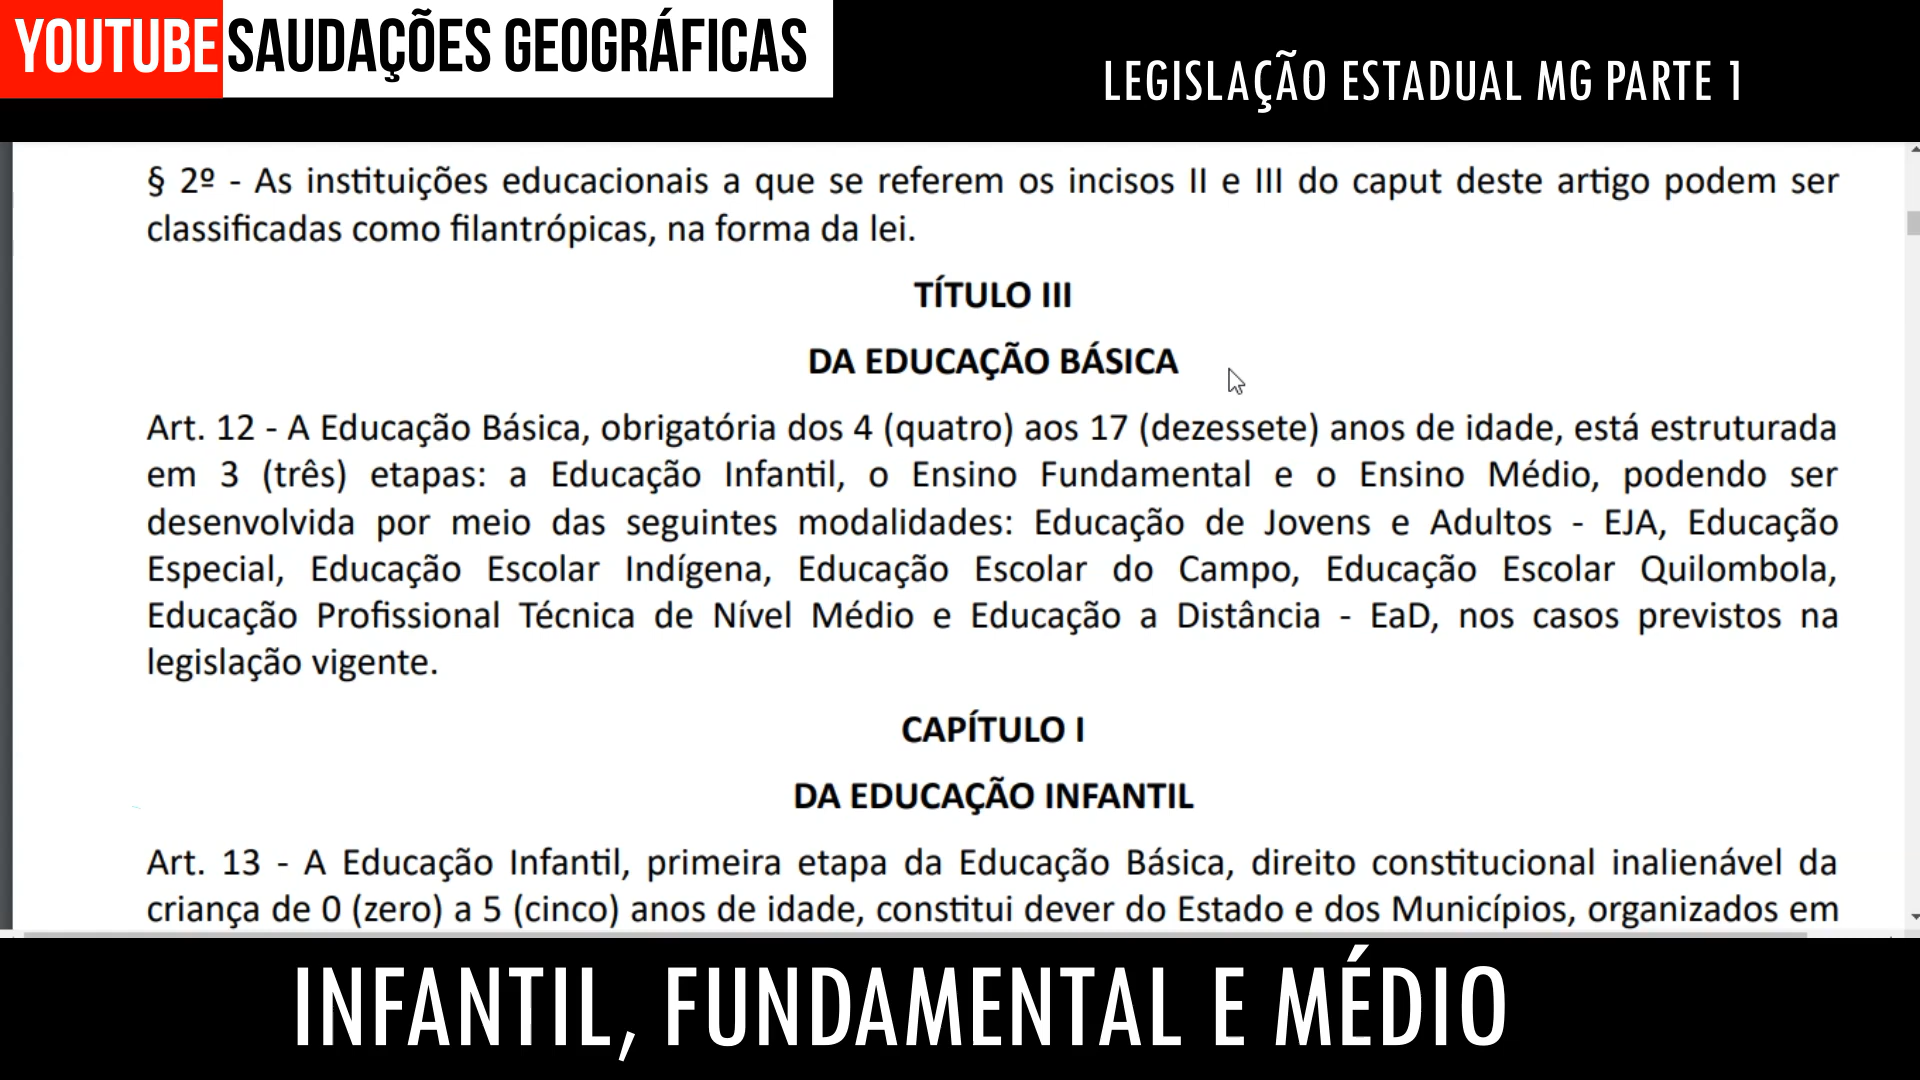 YOUTUBE SAUDAÇÕES GEOGRÁFICAS
LEGISLAÇÃO ESTADUAL MG PARTE 1
§ 2º - As instituições educacionais a que se referem os incisos II e III do caput deste artigo podem ser
classificadas como filantrópicas, na forma da lei.
TÍTULO III
DA EDUCAÇÃO BÁSICA
Art. 12 - A Educação Básica, obrigatória dos 4 (quatro) aos 17 (dezessete) anos de idade, está estruturada
em 3 (três) etapas: a Educação Infantil, o Ensino Fundamental e o Ensino Médio, podendo ser
desenvolvida por meio das seguintes modalidades: Educação de Jovens e Adultos - EJA, Educação
Especial, Educação Escolar Indígena, Educação Escolar do Campo, Educação Escolar Quilombola,
Educação Profissional Técnica de Nível Médio e Educação a Distância - EaD, nos casos previstos na
legislação vigente.
CAPÍTULO I
DA EDUCAÇÃO INFANTIL
Art. 13 - A Educação Infantil, primeira etapa da Educação Básica, direito constitucional inalienável da
criança de 0 (zero) a 5 (cinco) anos de idade, constitui dever do Estado e dos Municípios, organizados em
INFANTIL, FUNDAMENTAL E MÉDIO